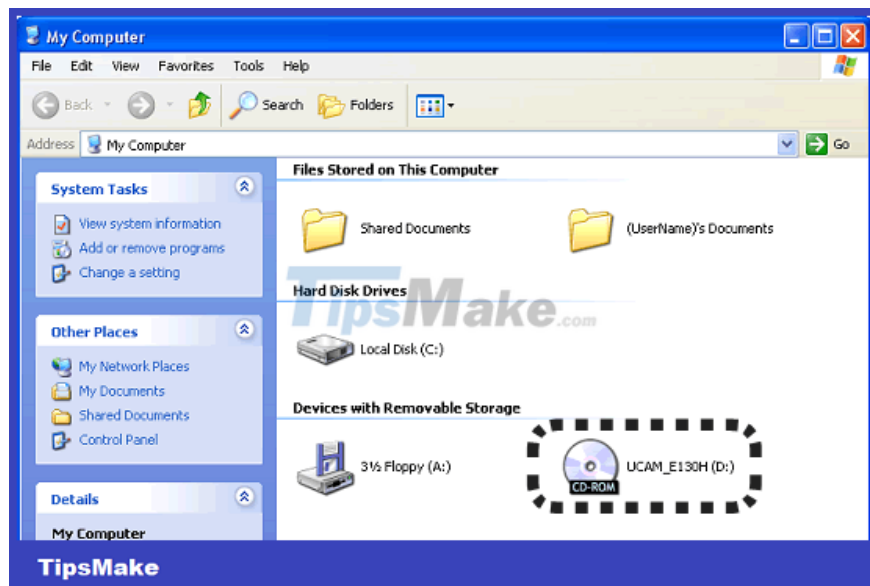 My Computer
File Edit View Favorites Tools Help
Back Search Folders
Address My Computer Go
System Tasks
View system information
Add or remove programs
Change a setting
Other Places
My Network Places
My Documents
Shared Documents
Control Panel
Details
My Computer
Files Stored on This Computer
Shared Documents (UserName)'s Documents
Hard Disk Drives
TipsMake.com
Local Disk (C:)
Devices with Removable Storage
3½ Floppy (A:) CD-ROM UCAM_E130H (D:)
TipsMake